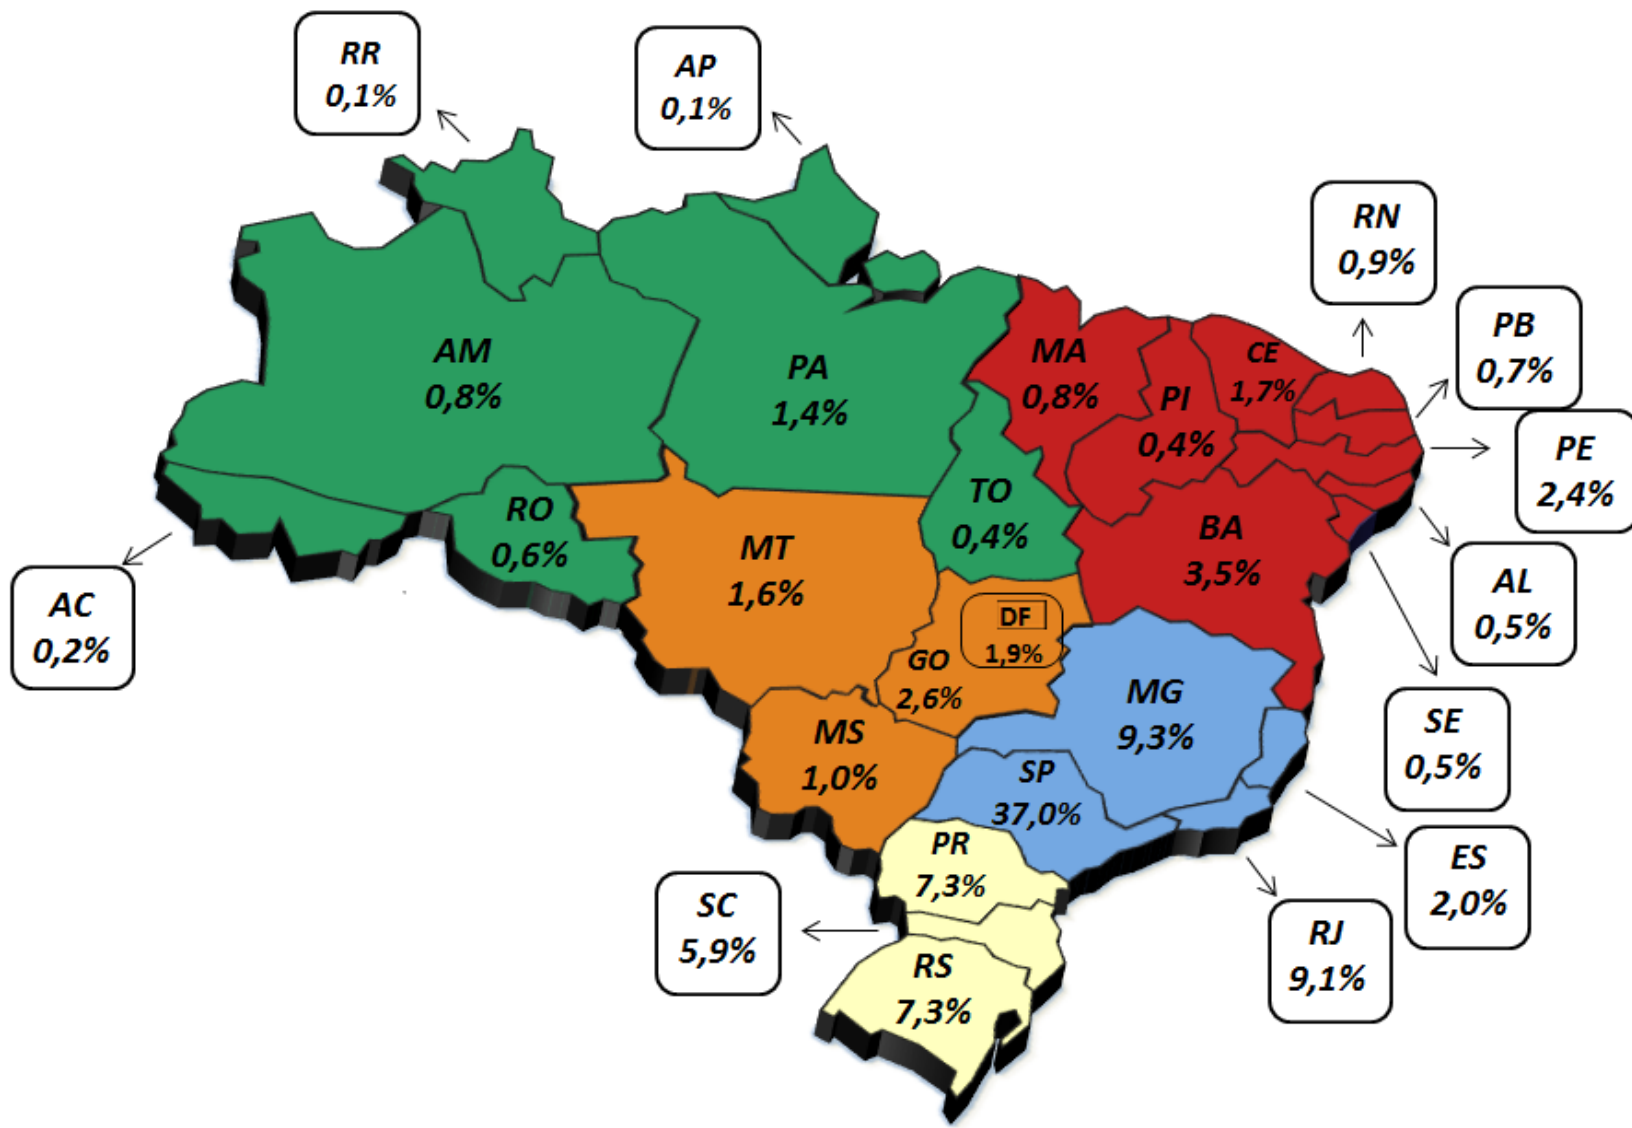 RR
0,1%
AP
0,1%
RN
0,9%
PB
0,7%
PE
2,4%
AM
0,8%
PA
1,4%
MA
0,8%
PI
0,4%
CE
1,7%
TO
0,4%
RO
0,6%
MT
1,6%
BA
3,5%
AC
0,2%
AL
0,5%
DF
1,9%
GO
2,6%
MG
9,3%
SE
0,5%
MS
1,0%
SP
37,0%
ES
2,0%
PR
7,3%
SC
5,9%
RJ
9,1%
RS
7,3%